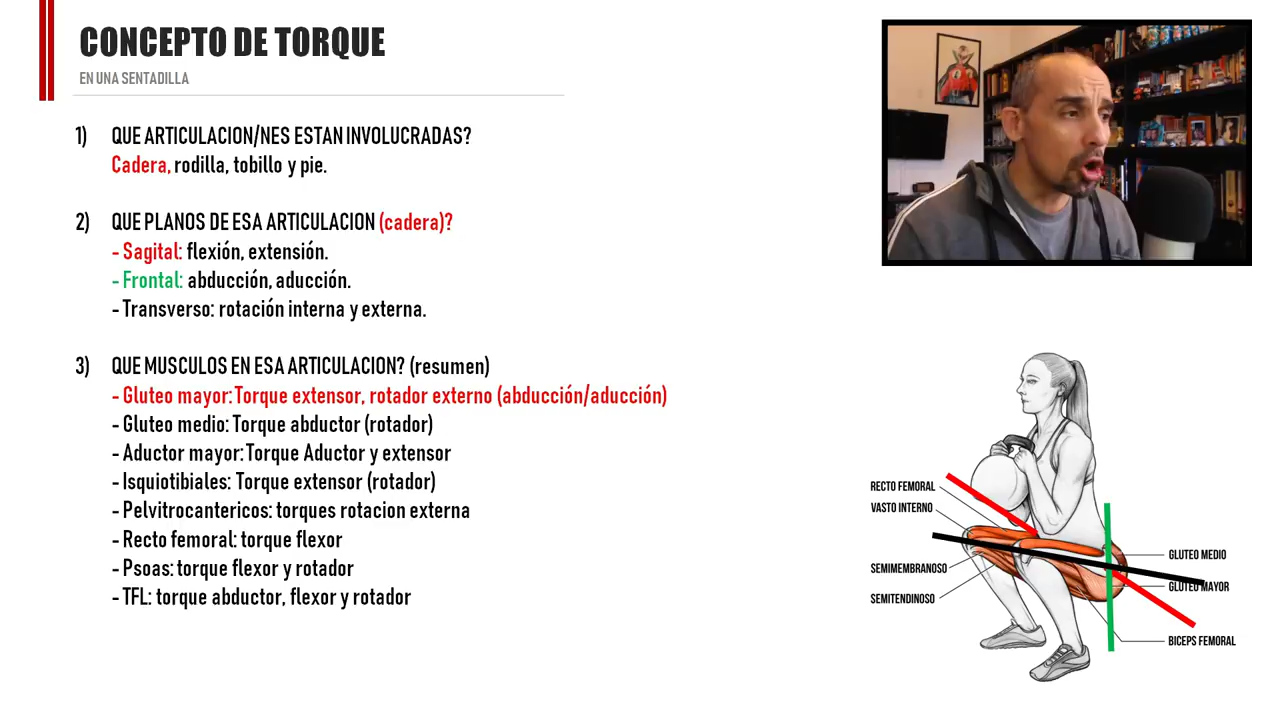 CONCEPTO DE TORQUE
EN UNA SENTADILLA
1) QUE ARTICULACION/NES ESTAN INVOLUCRADAS?
Cadera, rodilla, tobillo y pie.
2) QUE PLANOS DE ESA ARTICULACION (cadera)?
- Sagital: flexión, extensión.
- Frontal: abducción, aducción.
- Transverso: rotación interna y externa.
3) QUE MUSCULOS EN ESA ARTICULACION? (resumen)
- Gluteo mayor: Torque extensor, rotador externo (abducción/aducción)
- Gluteo medio: Torque abductor (rotador)
- Aductor mayor: Torque Aductor y extensor
- Isquiotibiales: Torque extensor (rotador)
- Pelvitrocantericos: torques rotacion externa
- Recto femoral: torque flexor
- Psoas: torque flexor y rotador
- TFL: torque abductor, flexor y rotador
RECTO FEMORAL
VASTO INTERNO
SEMIMEMBRANOSO
SEMITENDINOSO
GLUTEO MEDIO
GLUTEO MAYOR
BICEPS FEMORAL